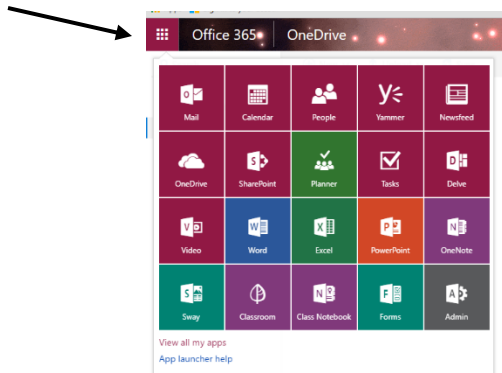 Office 365 OneDrive
Mail Calendar People Yammer Newsfeed
OneDrive SharePoint Planner Tasks Delve
Video Word Excel PowerPoint OneNote
Sway Classroom Class Notebook Forms Admin
View all my apps
App launcher help